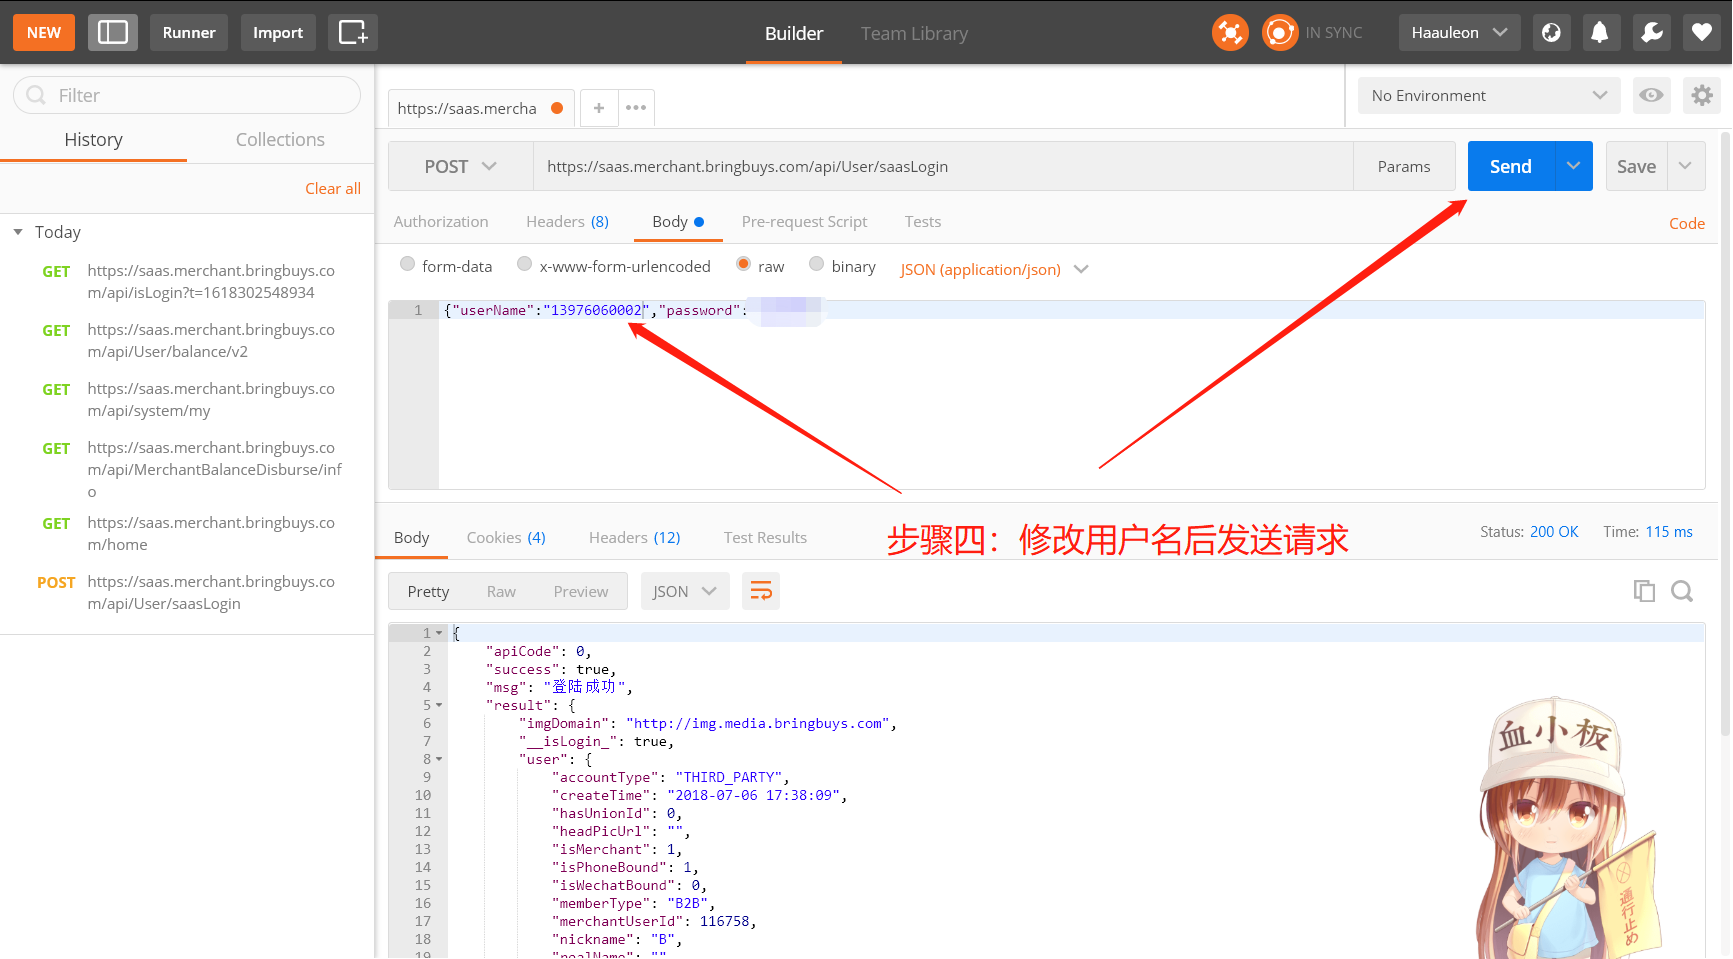 NEW
Runner
Import
Builder
Team Library
IN SYNC
Haauleon
Filter
History
Collections
Clear all
Today
GET https://saas.merchant.bringbuys.co
m/api/isLogin?t=1618302548934
GET https://saas.merchant.bringbuys.co
m/api/User/balance/v2
GET https://saas.merchant.bringbuys.co
m/api/system/my
GET https://saas.merchant.bringbuys.co
m/api/MerchantBalanceDisburse/inf
o
GET https://saas.merchant.bringbuys.co
m/home
POST https://saas.merchant.bringbuys.co
m/api/User/saasLogin
https://saas.mercha
No Environment
POST
https://saas.merchant.bringbuys.com/api/User/saasLogin
Params
Send
Save
Authorization
Headers (8)
Body
Pre-request Script
Tests
Code
form-data
x-www-form-urlencoded
raw
binary
JSON (application/json)
1 {"userName":"13976060002","password":
Body
Cookies (4)
Headers (12)
Test Results
步骤四：修改用户名后发送请求
Status: 200 OK
Time: 115 ms
Pretty
Raw
Preview
JSON
1 {
2 "apiCode": 0,
3 "success": true,
4 "msg": "登陆成功",
5 "result": {
6 "imgDomain": "http://img.media.bringbuys.com",
7 "__isLogin_": true,
8 "user": {
9 "accountType": "THIRD_PARTY",
10 "createTime": "2018-07-06 17:38:09",
11 "hasUnionId": 0,
12 "headPicUrl": "",
13 "isMerchant": 1,
14 "isPhoneBound": 1,
15 "isWechatBound": 0,
16 "memberType": "B2B",
17 "merchantUserId": 116758,
18 "nickname": "B",
19 "realName": ""
血小板
通行止め